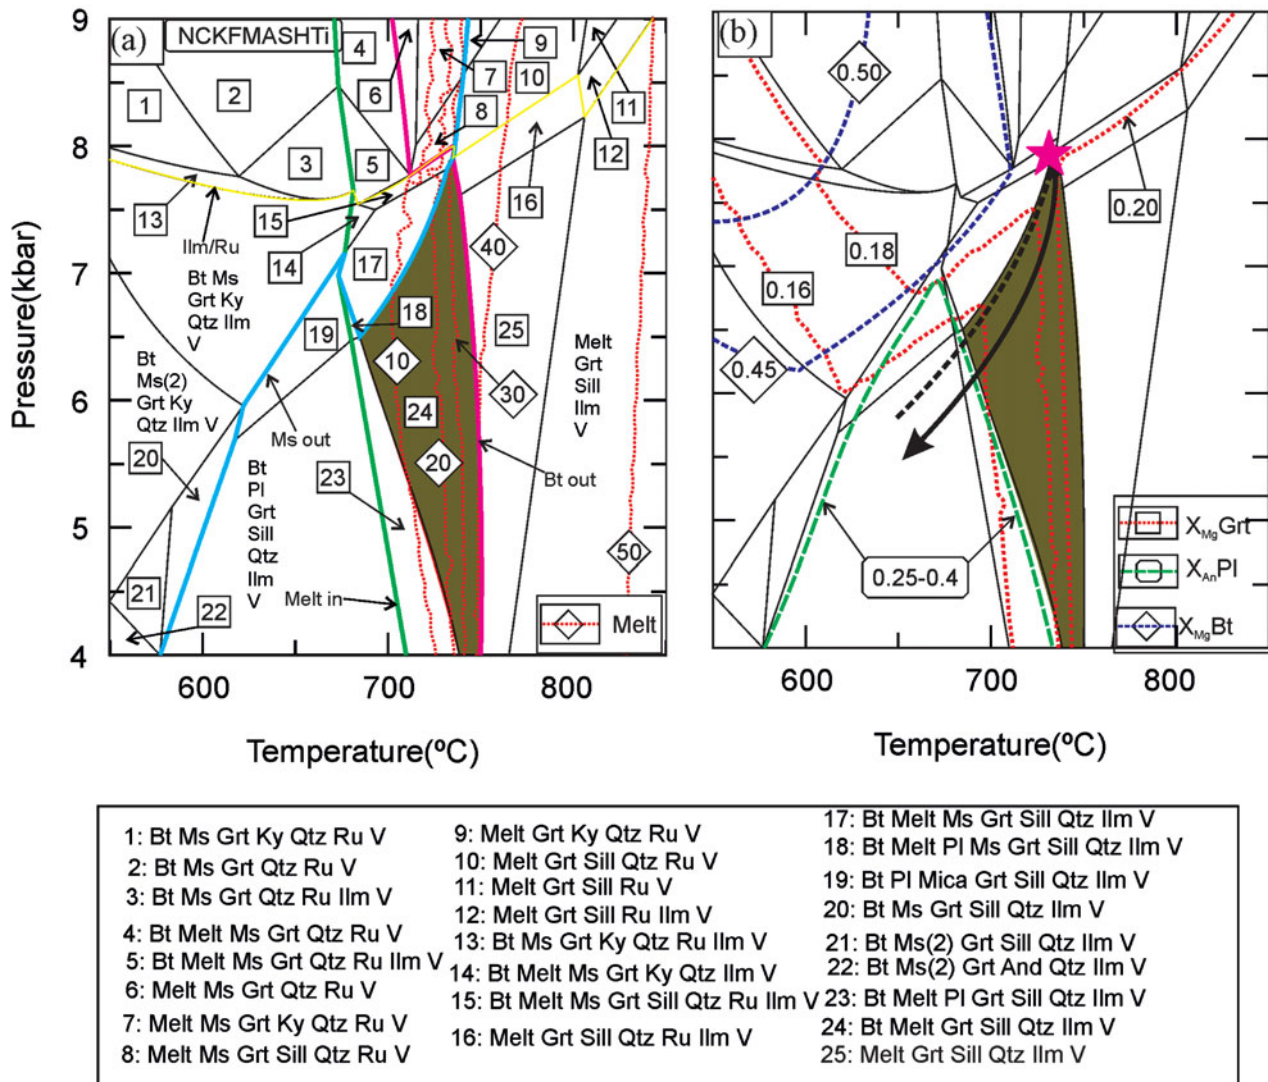 (a)
NCKFMASHTi
9
8
7
6
5
4
Pressure(kbar)
4
9
7
10
6
8
11
1
2
12
3
5
13
15
16
Ilm/Ru
14
17
40
Bt Ms
Grt Ky
Qtz Ilm
V
19
18
25
10
30
Melt
Grt
Sill
Ilm
V
Bt
Ms(2)
Grt Ky
Qtz Ilm V
24
Ms out
20
20
Bt out
23
Bt
Pl
Grt
Sill
Qtz
Ilm
V
50
21
22
Melt in
Melt
600
700
800
Temperature(ºC)
(b)
0.50
0.20
0.18
0.16
0.45
0.25-0.4
XMgGrt
XAnPl
XMgBt
600
700
800
Temperature(ºC)
1: Bt Ms Grt Ky Qtz Ru V
2: Bt Ms Grt Qtz Ru V
3: Bt Ms Grt Qtz Ru Ilm V
4: Bt Melt Ms Grt Qtz Ru V
5: Bt Melt Ms Grt Qtz Ru Ilm V
6: Melt Ms Grt Qtz Ru V
7: Melt Ms Grt Ky Qtz Ru V
8: Melt Ms Grt Sill Qtz Ru V
9: Melt Grt Ky Qtz Ru V
10: Melt Grt Sill Qtz Ru V
11: Melt Grt Sill Ru V
12: Melt Grt Sill Ru Ilm V
13: Bt Ms Grt Ky Qtz Ru Ilm V
14: Bt Melt Ms Grt Ky Qtz Ilm V
15: Bt Melt Ms Grt Sill Qtz Ru Ilm V
16: Melt Grt Sill Qtz Ru Ilm V
17: Bt Melt Ms Grt Sill Qtz Ilm V
18: Bt Melt Pl Ms Grt Sill Qtz Ilm V
19: Bt Pl Mica Grt Sill Qtz Ilm V
20: Bt Ms Grt Sill Qtz Ilm V
21: Bt Ms(2) Grt Sill Qtz Ilm V
22: Bt Ms(2) Grt And Qtz Ilm V
23: Bt Melt Pl Grt Sill Qtz Ilm V
24: Bt Melt Grt Sill Qtz Ilm V
25: Melt Grt Sill Qtz Ilm V